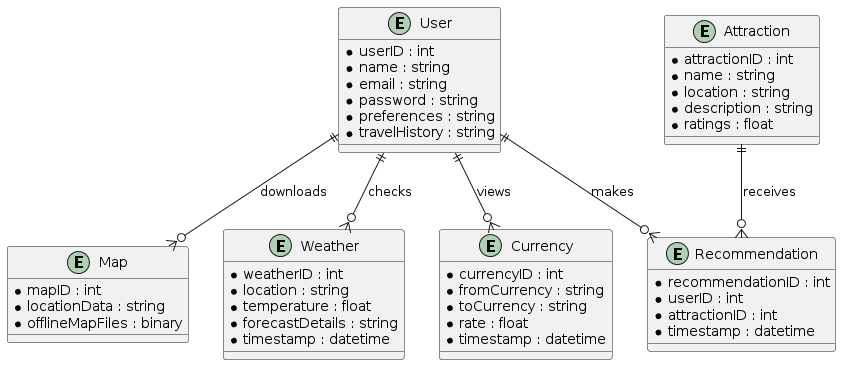 E User
userID : int
name : string
email : string
password : string
preferences : string
travelHistory : string
E Attraction
attractionID : int
name : string
location : string
description : string
ratings : float
downloads
checks
views
makes
receives
E Map
mapID : int
locationData : string
offlineMapFiles : binary
E Weather
weatherID : int
location : string
temperature : float
forecastDetails : string
timestamp : datetime
E Currency
currencyID : int
fromCurrency : string
toCurrency : string
rate : float
timestamp : datetime
E Recommendation
recommendationID : int
userID : int
attractionID : int
timestamp : datetime